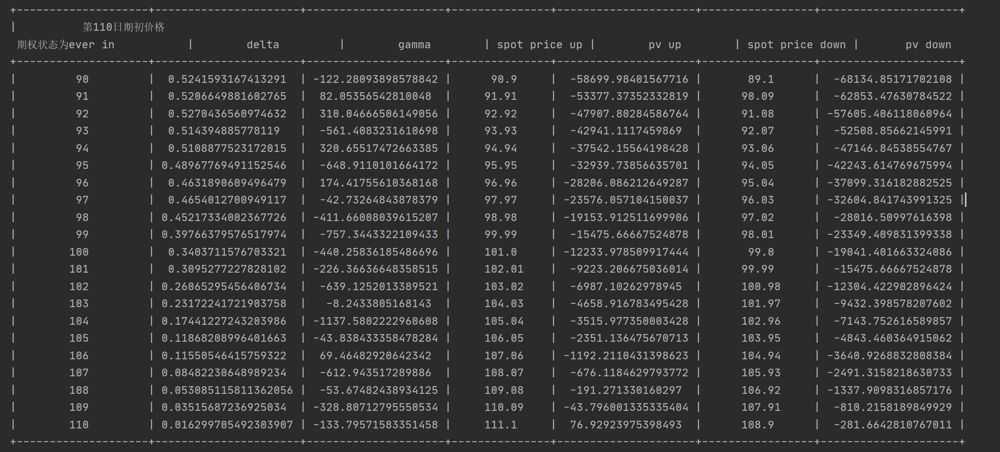 +--------------------+----------------------+---------------------+---------------+---------------------+-----------------+---------------------+
| 第110日期初价格
期权状态为ever in | delta | gamma | spot price up | pv up | spot price down | pv down
+--------------------+----------------------+---------------------+---------------+---------------------+-----------------+---------------------+
| 90 | 0.5241593167413291 | -122.28093898578842 | 90.9 | -58699.98401567716 | 89.1 | -68134.85171702108 |
| 91 | 0.5206649881602765 | 82.05356542810048 | 91.91 | -53377.37352332819 | 90.09 | -62853.47630784522 |
| 92 | 0.5270436560974632 | 310.04666506149056 | 92.92 | -47907.80284586764 | 91.08 | -57605.406118060964 |
| 93 | 0.514394885778119 | -561.4083231610698 | 93.93 | -42941.1117459869 | 92.07 | -52508.85662145991 |
| 94 | 0.5108877523172015 | 320.65517472663385 | 94.94 | -37542.15564198428 | 93.06 | -47146.84538554767 |
| 95 | 0.48967769491152546 | -648.9110101664172 | 95.95 | -32939.73856635701 | 94.05 | -42243.614769675994 |
| 96 | 0.4631890609496479 | 174.41755610368168 | 96.96 | -28206.086212649287 | 95.04 | -37099.316182882525 |
| 97 | 0.46540127009491​17 | -42.73264843878379 | 97.97 | -23576.057104150037 | 96.03 | -32604.841743991325 |
| 98 | 0.45217334002367726 | -411.66008039615207 | 98.98 | -19153.912511699906 | 97.02 | -28016.50997616398 |
| 99 | 0.39766379576517974 | -757.3443322109433 | 99.99 | -15475.66667524878 | 98.01 | -23349.409831399338 |
| 100 | 0.3403711576703321 | -440.25836185486696 | 101.0 | -12233.978509917444 | 99.0 | -19041.401663324086 |
| 101 | 0.3095277227828102 | -226.36636648358515 | 102.01 | -9223.206675036014 | 99.99 | -15475.66667524878 |
| 102 | 0.26065295456406734 | -639.1252013389521 | 103.02 | -6987.10262978945 | 100.98 | -12304.422902896424 |
| 103 | 0.23172241721903758 | -8.2433805168143 | 104.03 | -4658.916783495428 | 101.97 | -9432.398578207602 |
| 104 | 0.17441227243203986 | -1137.5802222960608 | 105.04 | -3515.977350003428 | 102.96 | -7143.752616589857 |
| 105 | 0.118682089964016​63 | -43.838433358478284 | 106.05 | -2351.136475670713 | 103.95 | -4843.460364915062 |
| 106 | 0.11550546415759322 | 69.46482920642342 | 107.06 | -1192.2110431398623 | 104.94 | -3640.9268832808384 |
| 107 | 0.08482230648989234 | -612.943517289886 | 108.07 | -676.1184629793772 | 105.93 | -2491.3158218630733 |
| 108 | 0.053085115811362056 | -53.67482438934125 | 109.08 | -191.271330160297 | 106.92 | -1337.9098316857176 |
| 109 | 0.03515687236925034 | -328.80712795550534 | 110.09 | -43.796001335335404 | 107.91 | -810.2158189849929 |
| 110 | 0.016299705492303907 | -133.79571583351458 | 111.1 | 76.92923975398493 | 108.9 | -281.6642810767011 |
+--------------------+----------------------+---------------------+---------------+---------------------+-----------------+---------------------+